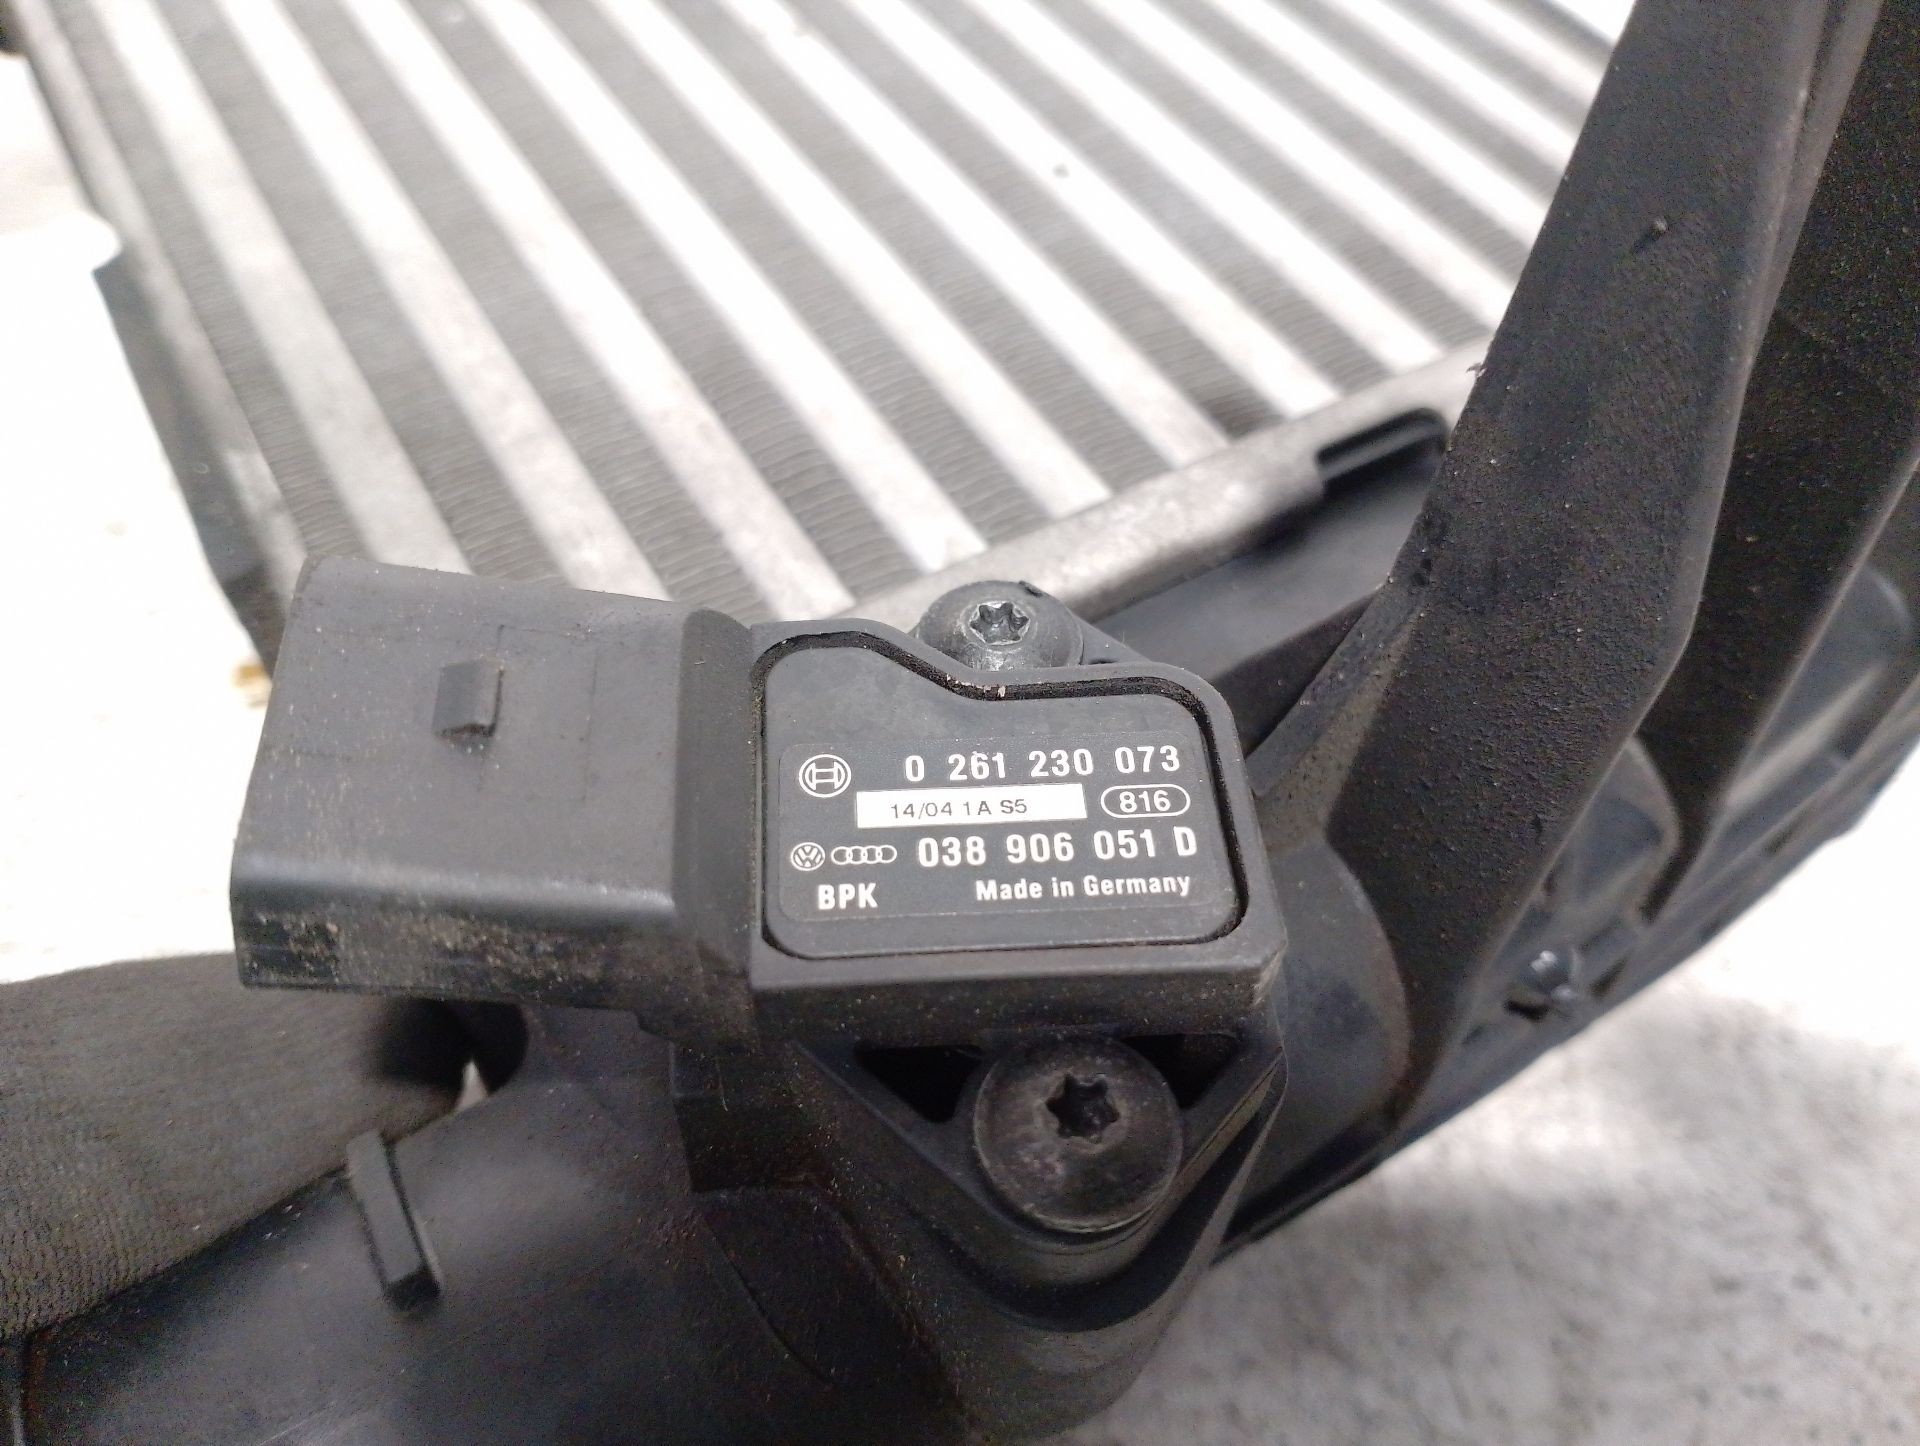 0 261 230 073
14/04 1A S5 816
038 906 051 D
BPK Made in Germany